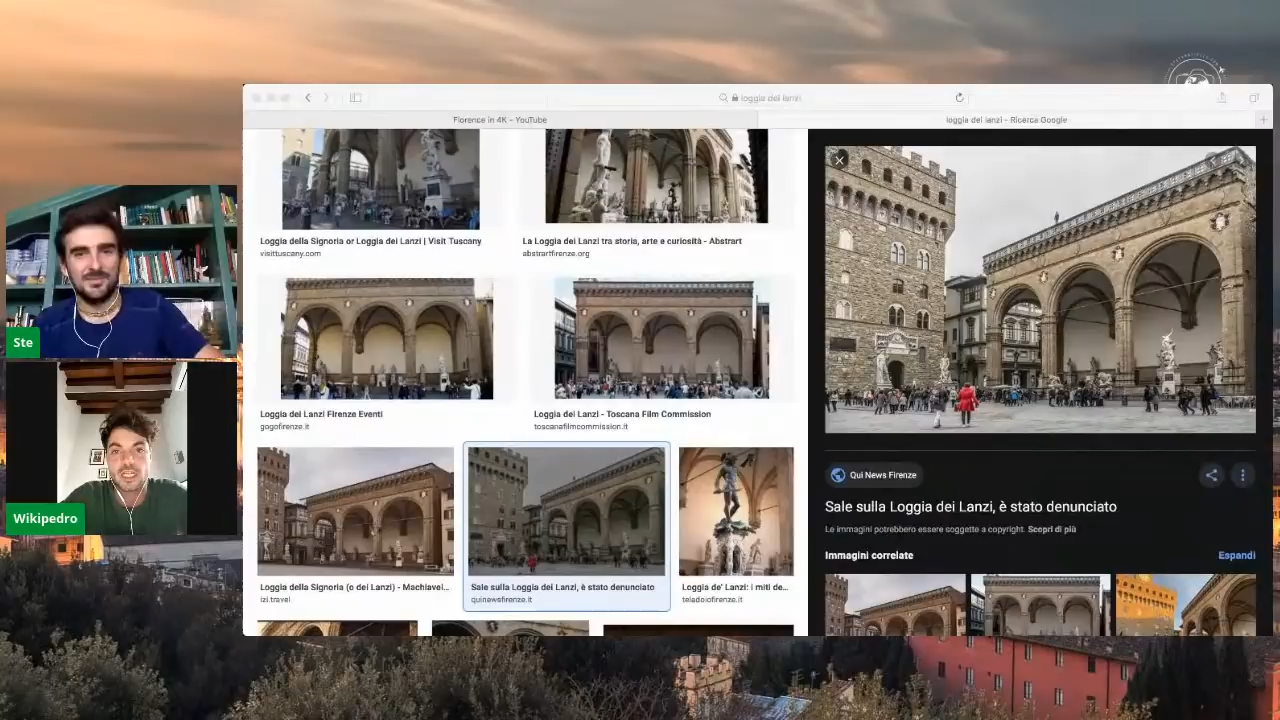 loggia dei lanzi
Florence in 4K – YouTube
loggia dei lanzi - Ricerca Google
Loggia della Signoria or Loggia dei Lanzi | Visit Tuscany
visittuscany.com
La Loggia dei Lanzi tra storia, arte e curiosità - Abstrart
abstrartfirenze.org
Ste
Loggia dei Lanzi Firenze Eventi
gogofirenze.it
Loggia dei Lanzi - Toscana Film Commission
toscanafilmcommission.it
Wikipedro
Loggia della Signoria (o dei Lanzi) - Machiavel...
izi.travel
Sale sulla Loggia dei Lanzi, è stato denunciato
quinewsfirenze.it
Loggia de' Lanzi: i miti de...
teladoiofirenze.it
Qui News Firenze
Sale sulla Loggia dei Lanzi, è stato denunciato
Le immagini potrebbero essere soggette a copyright. Scopri di più
Immagini correlate
Espandi